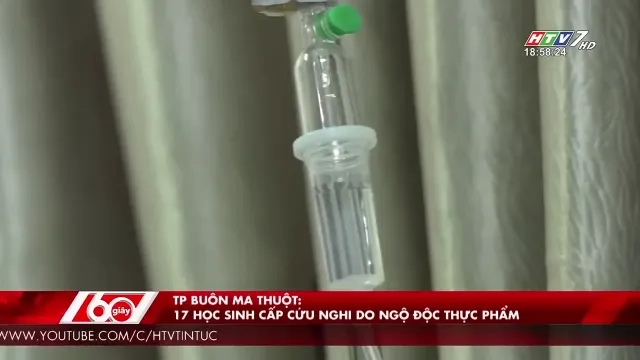 HTV7 HD
18:58:24
60 giây
TP BUÔN MA THUỘT:
17 HỌC SINH CẤP CỨU NGHI DO NGỘ ĐỘC THỰC PHẨM
WWW.YOUTUBE.COM/C/HTVTINTUC